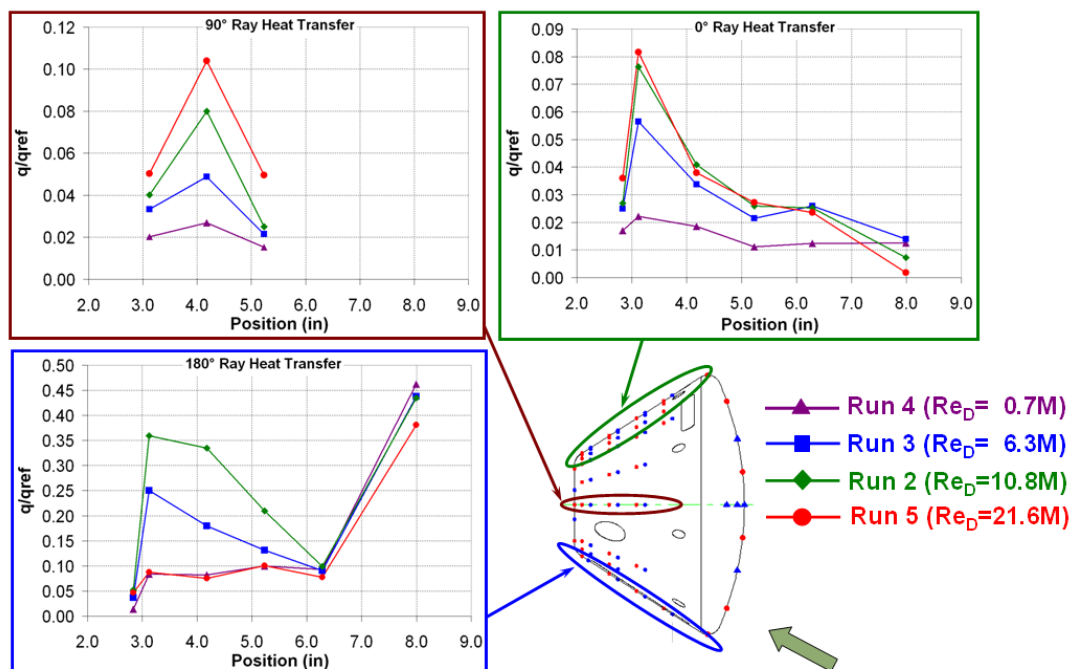 90° Ray Heat Transfer
0.12
0.10
0.08
0.06
0.04
0.02
0.00
q/qref
2.0 3.0 4.0 5.0 6.0 7.0 8.0 9.0
Position (in)
0° Ray Heat Transfer
0.09
0.08
0.07
0.06
0.05
0.04
0.03
0.02
0.01
0.00
q/qref
2.0 3.0 4.0 5.0 6.0 7.0 8.0 9.0
Position (in)
180° Ray Heat Transfer
0.50
0.45
0.40
0.35
0.30
0.25
0.20
0.15
0.10
0.05
0.00
q/qref
2.0 3.0 4.0 5.0 6.0 7.0 8.0 9.0
Position (in)
Run 4 (ReD= 0.7M)
Run 3 (ReD= 6.3M)
Run 2 (ReD=10.8M)
Run 5 (ReD=21.6M)